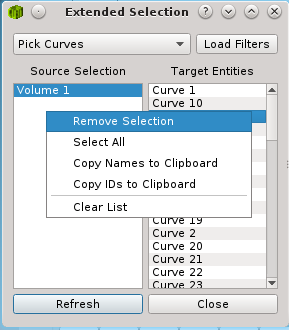 Extended Selection
Pick Curves
Load Filters
Source Selection
Target Entities
Volume 1
Curve 1
Curve 10
Remove Selection
Select All
Copy Names to Clipboard
Copy IDs to Clipboard
Clear List
Curve 19
Curve 2
Curve 20
Curve 21
Curve 22
Curve 23
Refresh
Close